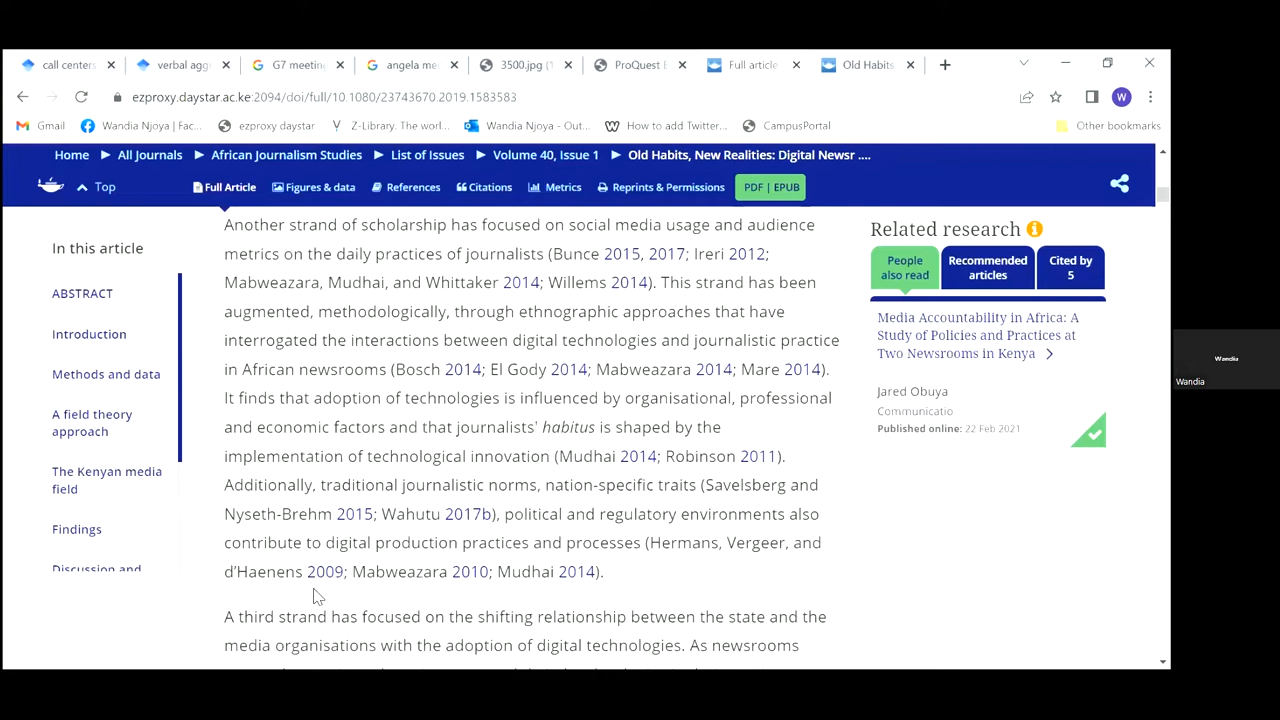 call centers
verbal agg
G7 meetin
angela me
3500.jpg (
ProQuest E
Full article
Old Habits
ezproxy.daystar.ac.ke:2094/doi/full/10.1080/23743670.2019.1583583
W
Gmail
Wandia Njoya | Fac...
ezproxy daystar
Z-Library. The worl...
Wandia Njoya - Out...
How to add Twitter...
CampusPortal
Other bookmarks
Home
All Journals
African Journalism Studies
List of Issues
Volume 40, Issue 1
Old Habits, New Realities: Digital Newsr ....
Top
Full Article
Figures & data
References
Citations
Metrics
Reprints & Permissions
PDF | EPUB
In this article
ABSTRACT
Introduction
Methods and data
A field theory
approach
The Kenyan media
field
Findings
Discussion and
Another strand of scholarship has focused on social media usage and audience
metrics on the daily practices of journalists (Bunce 2015, 2017; Ireri 2012;
Mabweazara, Mudhai, and Whittaker 2014; Willems 2014). This strand has been
augmented, methodologically, through ethnographic approaches that have
interrogated the interactions between digital technologies and journalistic practice
in African newsrooms (Bosch 2014; El Gody 2014; Mabweazara 2014; Mare 2014).
It finds that adoption of technologies is influenced by organisational, professional
and economic factors and that journalists' habitus is shaped by the
implementation of technological innovation (Mudhai 2014; Robinson 2011).
Additionally, traditional journalistic norms, nation-specific traits (Savelsberg and
Nyseth-Brehm 2015; Wahutu 2017b), political and regulatory environments also
contribute to digital production practices and processes (Hermans, Vergeer, and
d'Haenens 2009; Mabweazara 2010; Mudhai 2014).
A third strand has focused on the shifting relationship between the state and the
media organisations with the adoption of digital technologies. As newsrooms
Related research
People
also read
Recommended
articles
Cited by
5
Media Accountability in Africa: A
Study of Policies and Practices at
Two Newsrooms in Kenya
Jared Obuya
Communicatio
Published online: 22 Feb 2021
Wandia
Wandia